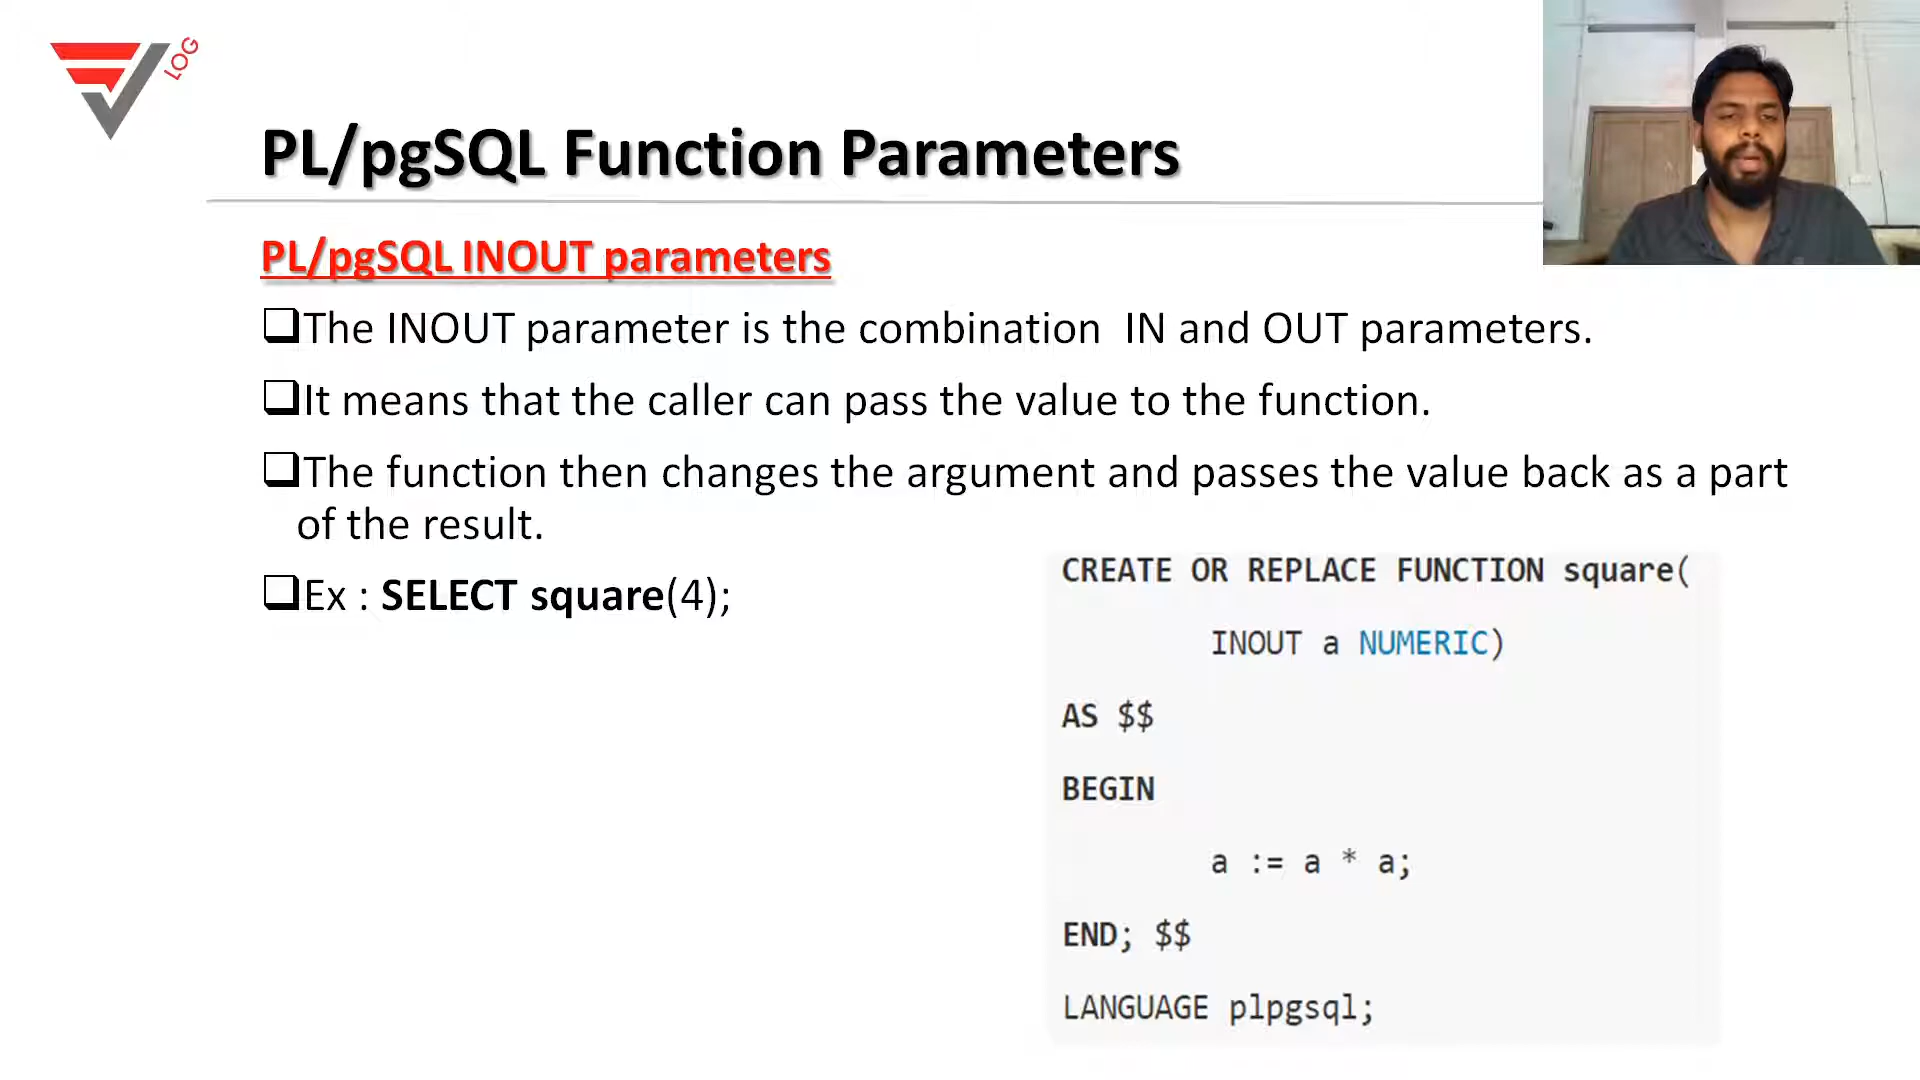 LOG
PL/pgSQL Function Parameters
PL/pgSQL INOUT parameters
The INOUT parameter is the combination IN and OUT parameters.
It means that the caller can pass the value to the function.
The function then changes the argument and passes the value back as a part
of the result.
Ex : SELECT square(4);
CREATE OR REPLACE FUNCTION square(
INOUT a NUMERIC)
AS $$
BEGIN
a := a * a;
END; $$
LANGUAGE plpgsql;